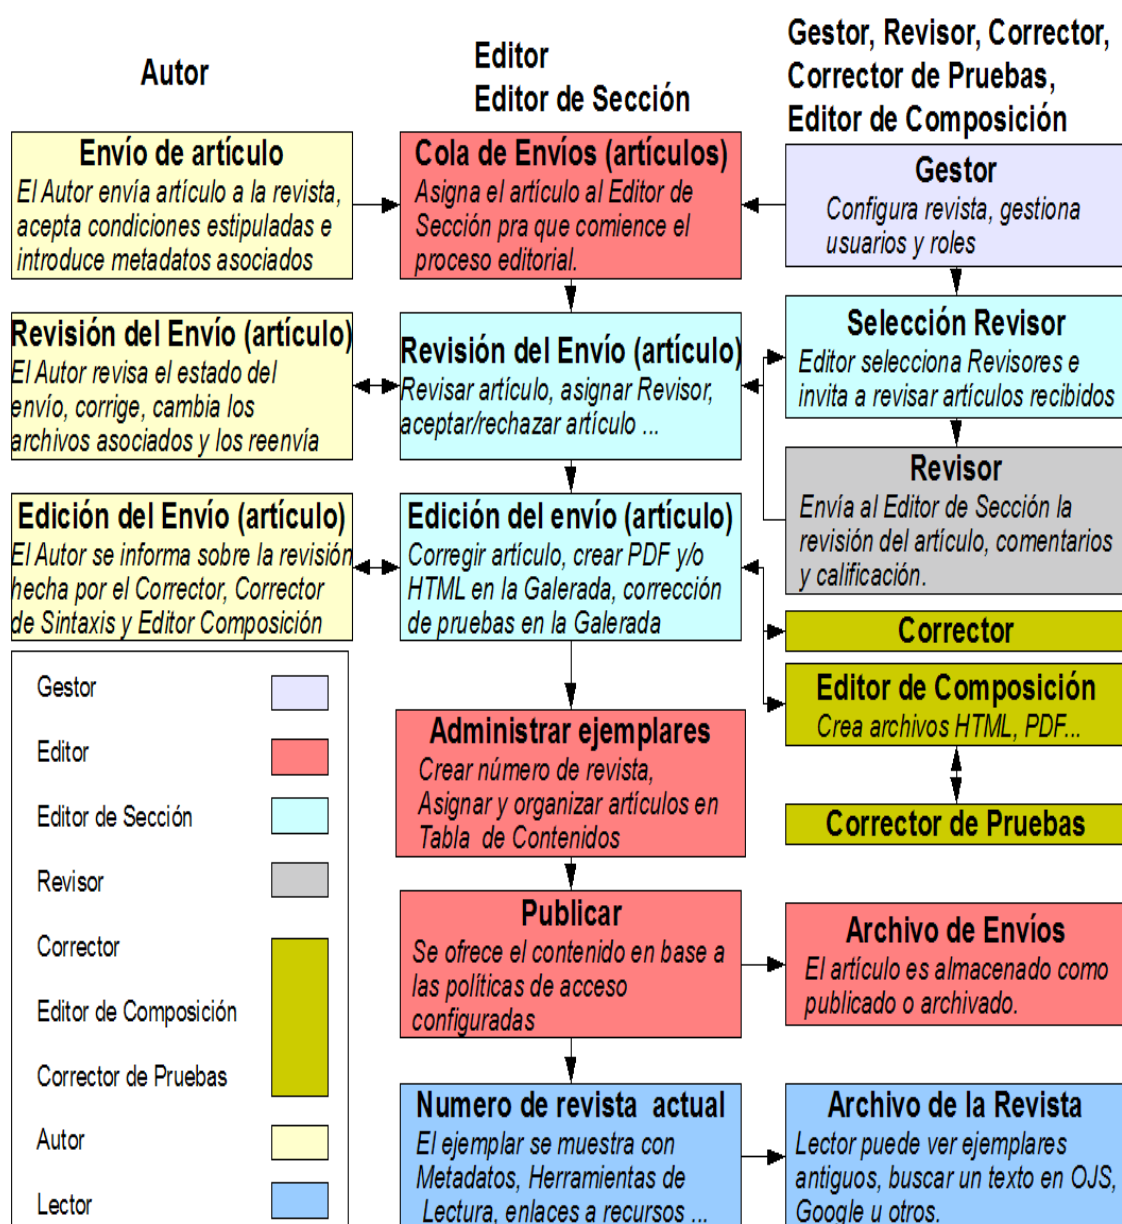 Autor
Editor
Editor de Sección
Gestor, Revisor, Corrector,
Corrector de Pruebas,
Editor de Composición
Envío de artículo
El Autor envía artículo a la revista,
acepta condiciones estipuladas e
introduce metadatos asociados
Cola de Envíos (artículos)
Asigna el artículo al Editor de
Sección pra que comience el
proceso editorial.
Gestor
Configura revista, gestiona
usuarios y roles
Revisión del Envío (artículo)
El Autor revisa el estado del
envío, corrige, cambia los
archivos asociados y los reenvía
Revisión del Envío (artículo)
Revisar artículo, asignar Revisor,
aceptar/rechazar artículo ...
Selección Revisor
Editor selecciona Revisores e
invita a revisar artículos recibidos
Revisor
Envía al Editor de Sección la
revisión del artículo, comentarios
y calificación.
Edición del Envío (artículo)
El Autor se informa sobre la revisión
hecha por el Corrector, Corrector
de Sintaxis y Editor Composición
Edición del envío (artículo)
Corregir artículo, crear PDF y/o
HTML en la Galerada, corrección
de pruebas en la Galerada
Corrector
Editor de Composición
Crea archivos HTML, PDF...
Corrector de Pruebas
Administrar ejemplares
Crear número de revista,
Asignar y organizar artículos en
Tabla de Contenidos
Publicar
Se ofrece el contenido en base a
las políticas de acceso
configuradas
Archivo de Envíos
El artículo es almacenado como
publicado o archivado.
Numero de revista actual
El ejemplar se muestra con
Metadatos, Herramientas de
Lectura, enlaces a recursos ...
Archivo de la Revista
Lector puede ver ejemplares
antiguos, buscar un texto en OJS,
Google u otros.
Gestor
Editor
Editor de Sección
Revisor
Corrector
Editor de Composición
Corrector de Pruebas
Autor
Lector